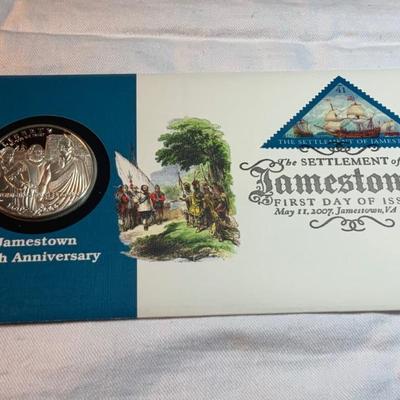 LIBERTY
Jamestown
h Anniversary
41
THE SETTLEMENT OF JAMEST
The SETTLEMENT of
Jamestow
FIRST DAY OF ISS
May 11, 2007, Jamestown, VA